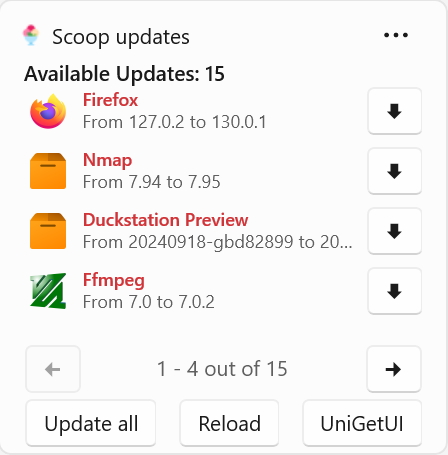 Scoop updates
Available Updates: 15
Firefox
From 127.0.2 to 130.0.1
Nmap
From 7.94 to 7.95
Duckstation Preview
From 20240918-gbd82899 to 20...
Ffmpeg
From 7.0 to 7.0.2
1 - 4 out of 15
Update all
Reload
UniGetUI